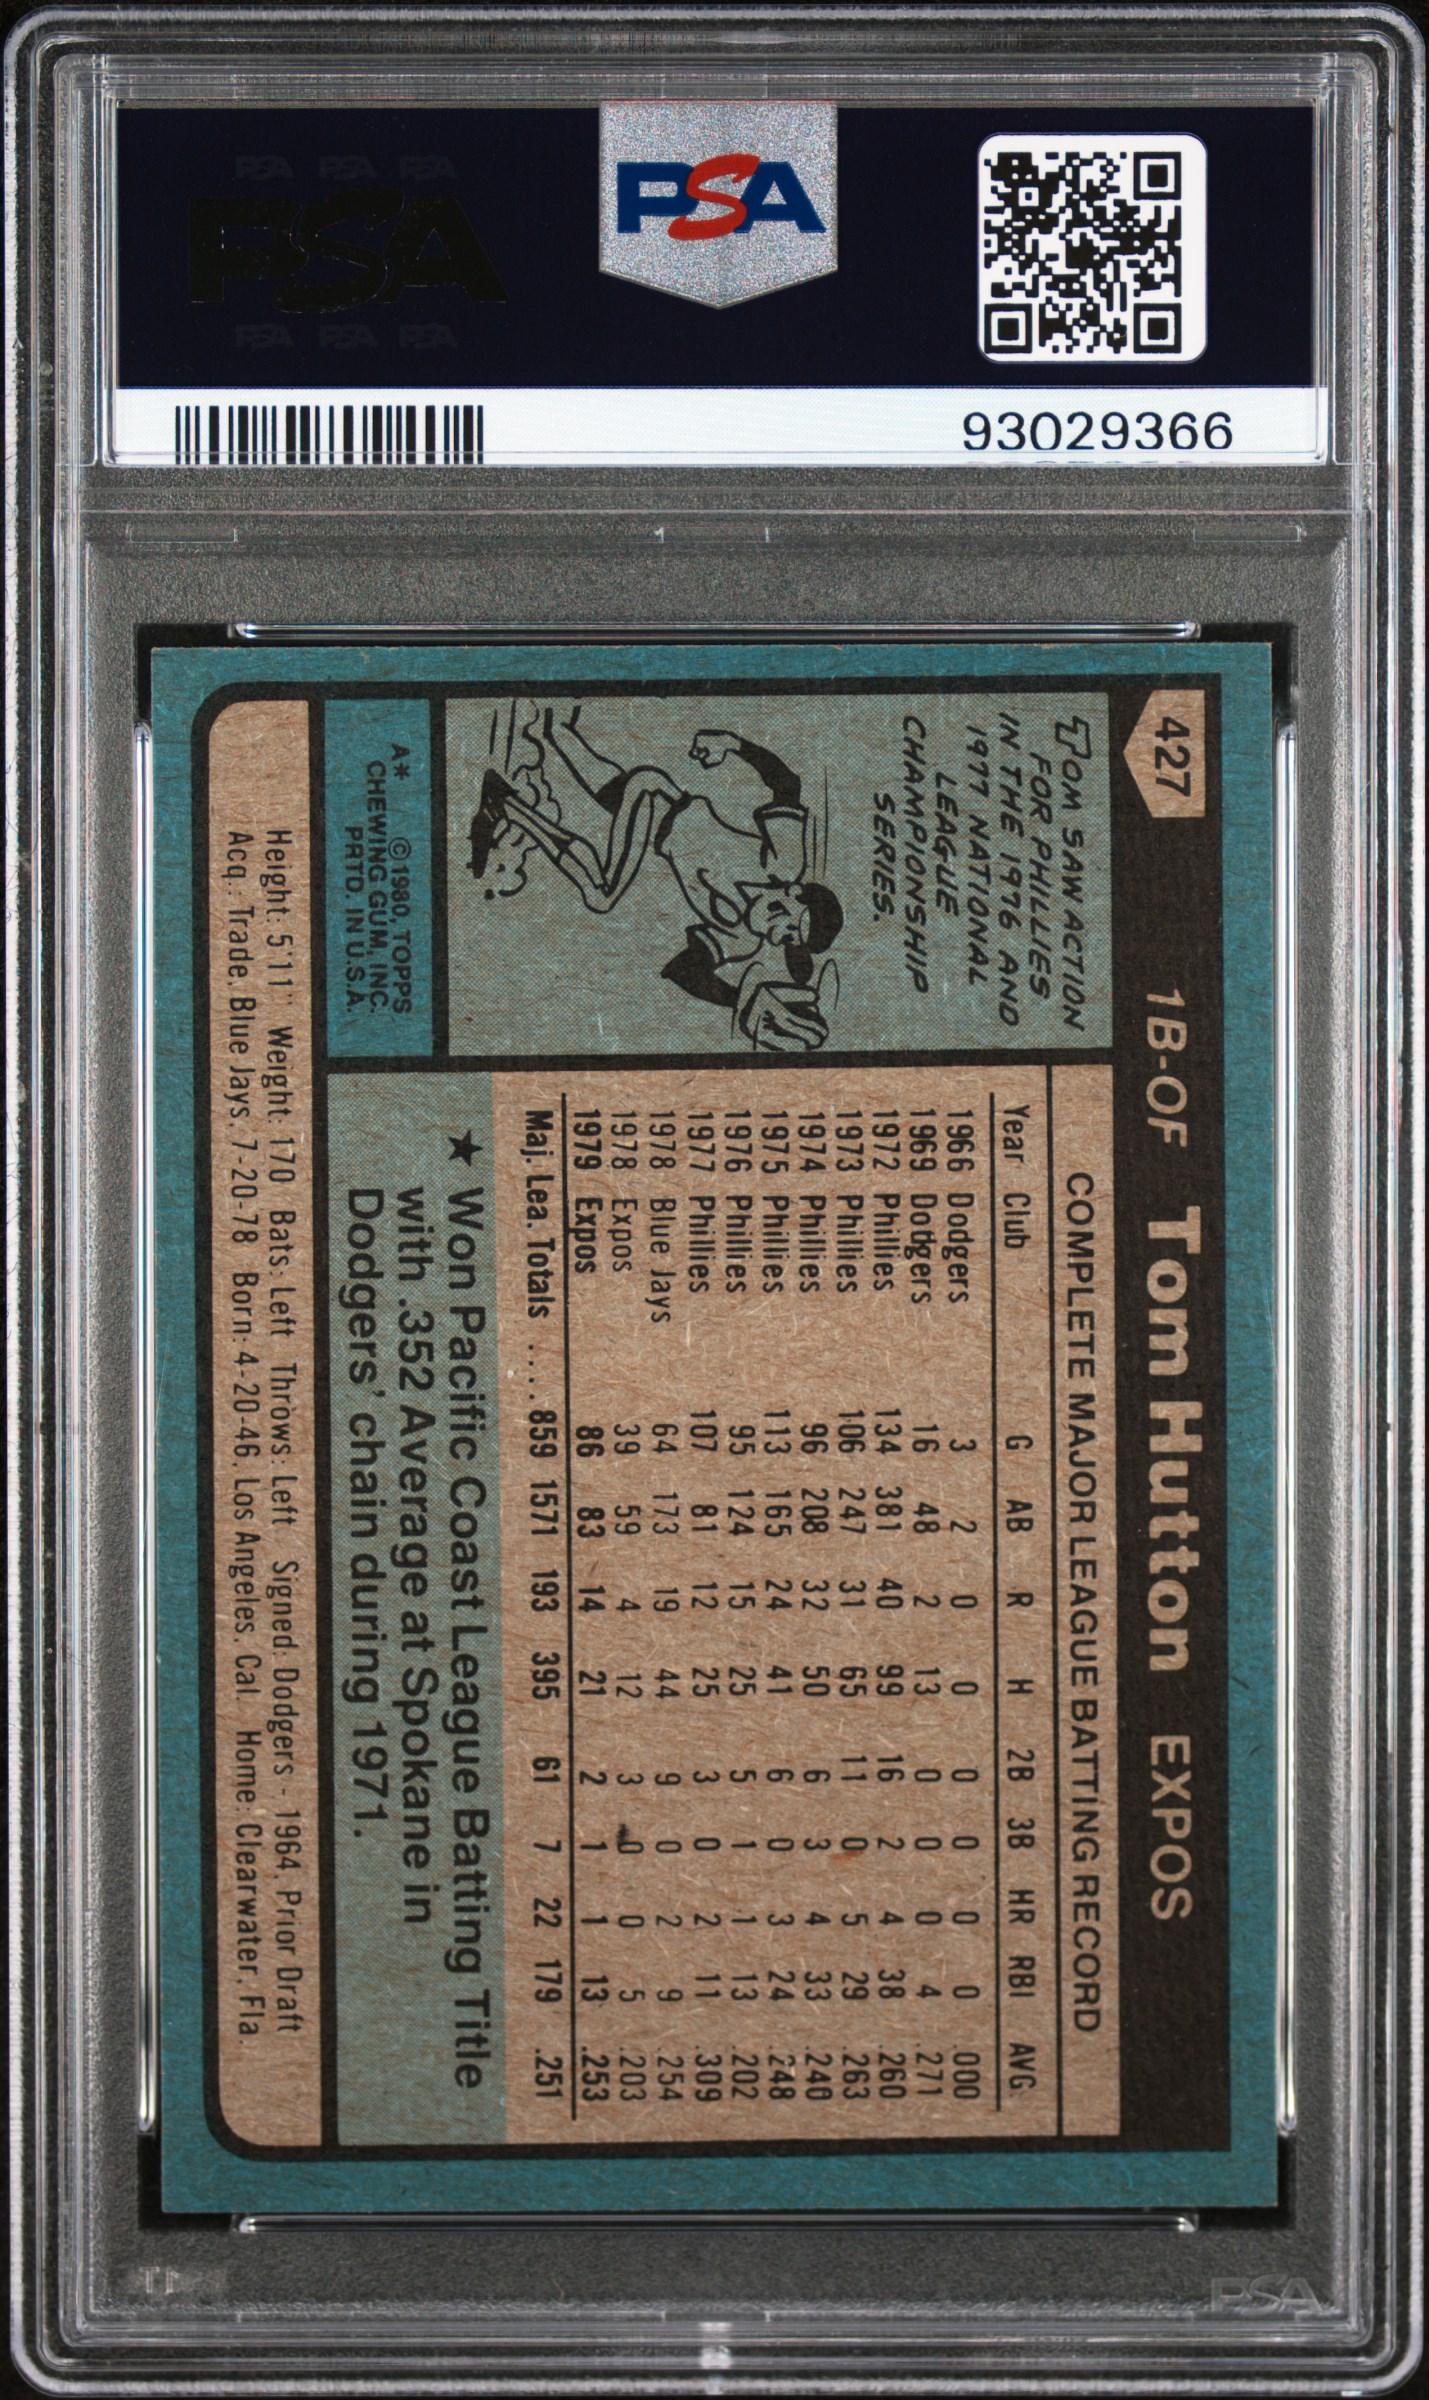 PSA PSA PSA
PSA
PSA PSA PSA
PSA
93029366
427
1B-OF Tom Hutton EXPOS
TOM SAW ACTION
FOR PHILLIES
IN THE 1976 AND
1977 NATIONAL
LEAGUE
CHAMPIONSHIP
SERIES.
A* © 1980, TOPPS
CHEWING GUM, INC.
PRTD. IN U.S.A.
COMPLETE MAJOR LEAGUE BATTING RECORD
Year Club G AB R H 2B 3B HR RBI AVG.
1966 Dodgers 3 2 0 0 0 0 0 0 .000
1969 Dodgers 16 48 2 13 0 0 0 4 .271
1972 Phillies 134 381 40 99 16 2 4 38 .260
1973 Phillies 106 247 31 65 11 0 5 29 .263
1974 Phillies 96 208 32 50 6 3 4 33 .240
1975 Phillies 113 165 24 41 6 0 3 24 .248
1976 Phillies 95 124 15 25 5 1 1 13 .202
1977 Phillies 107 81 12 25 3 0 2 11 .309
1978 Blue Jays 64 173 19 44 9 0 2 9 .254
1978 Expos 39 59 4 12 3 0 0 5 .203
1979 Expos 86 83 14 21 2 1 1 13 .253
Maj. Lea. Totals .... 859 1571 193 395 61 7 22 179 .251
★ Won Pacific Coast League Batting Title
with .352 Average at Spokane in
Dodgers' chain during 1971.
Height: 5'11" Weight: 170 Bats: Left Throws: Left Signed: Dodgers - 1964, Prior Draft
Acq.: Trade, Blue Jays, 7-20-78 Born: 4-20-46, Los Angeles, Cal. Home: Clearwater, Fla.
PSA